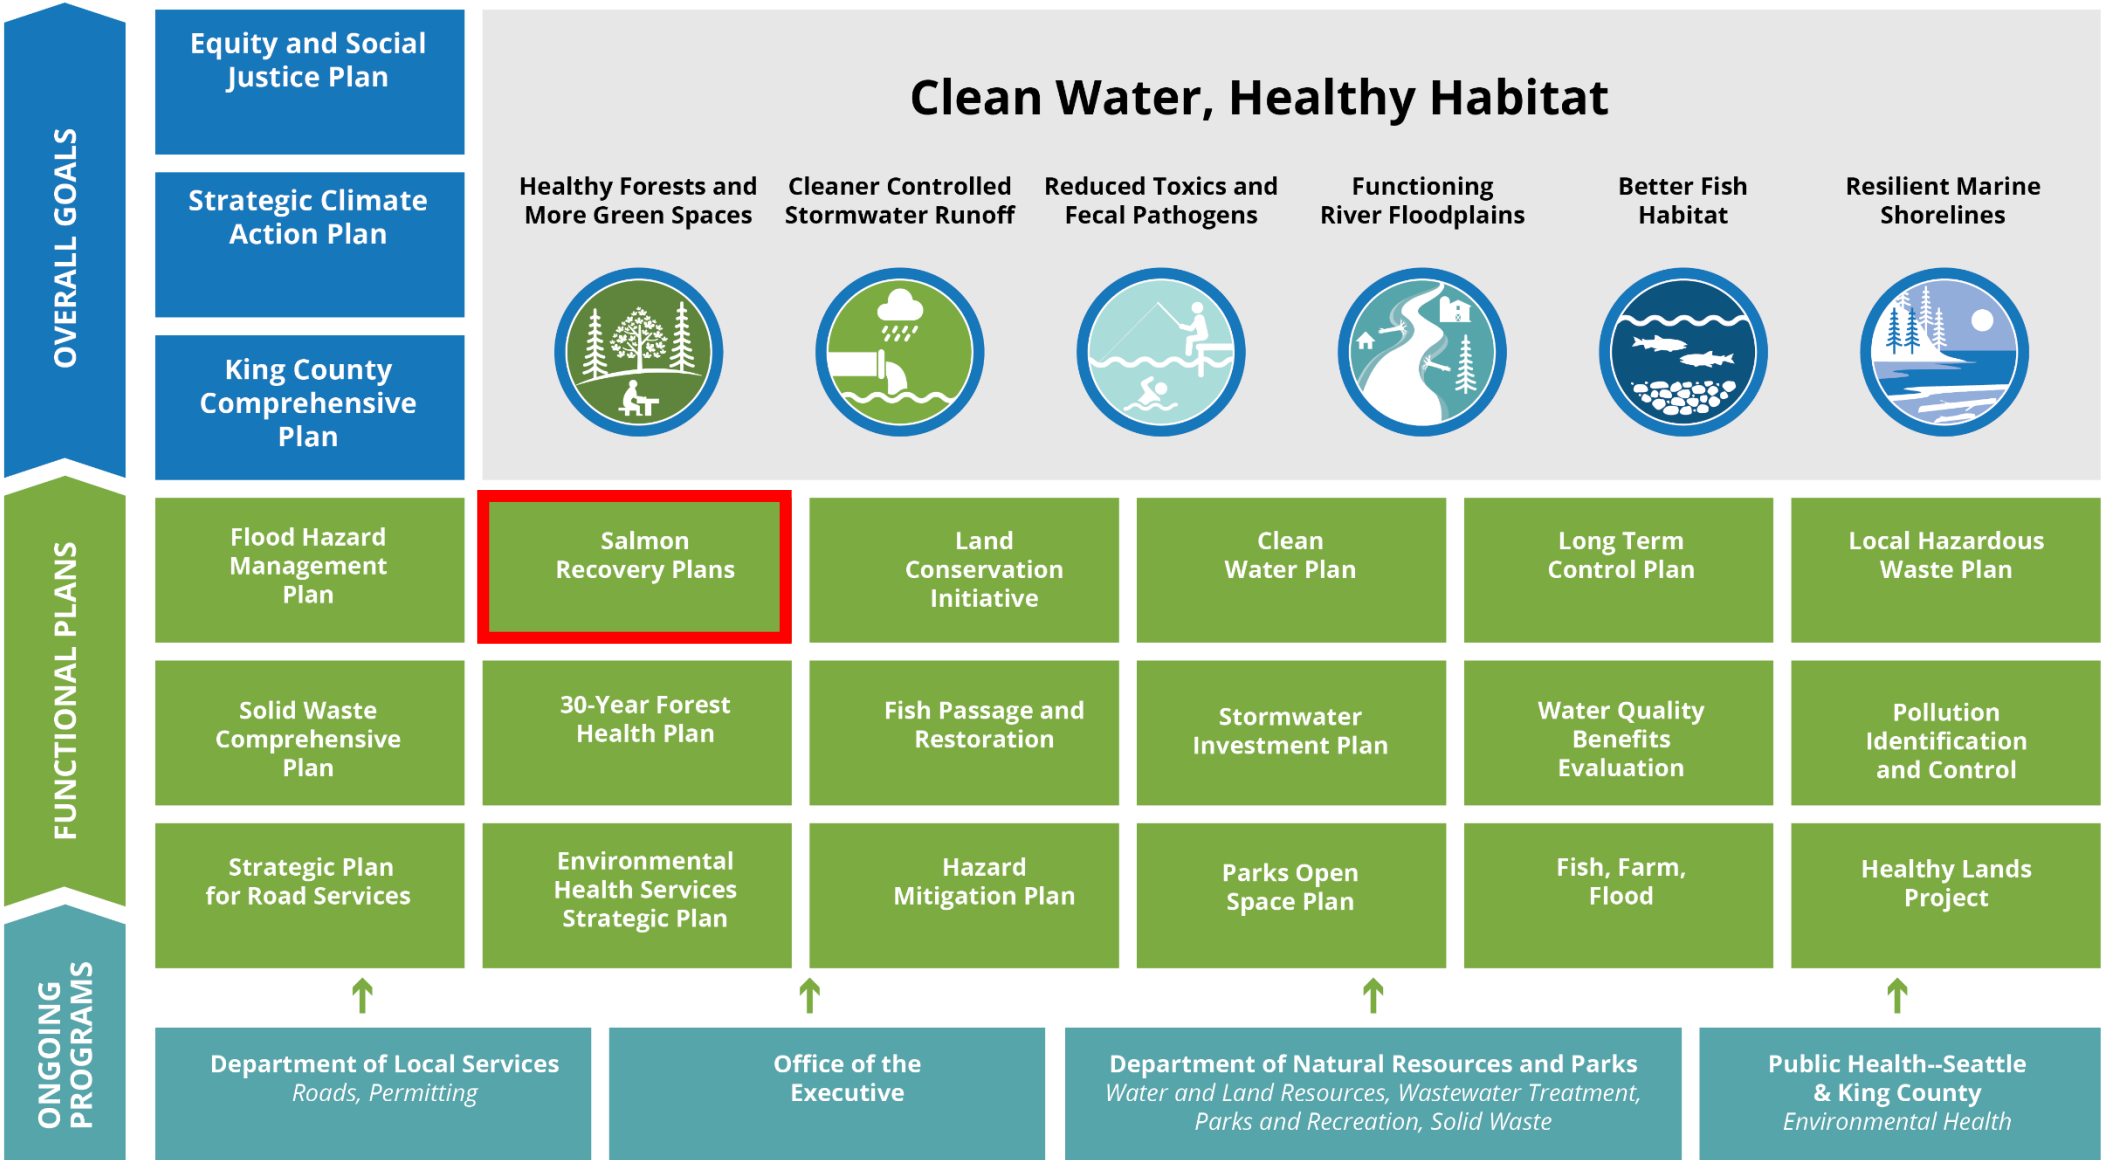 OVERALL GOALS
Equity and Social
Justice Plan
Strategic Climate
Action Plan
King County
Comprehensive
Plan
Clean Water, Healthy Habitat
Healthy Forests and
More Green Spaces
Cleaner Controlled
Stormwater Runoff
Reduced Toxics and
Fecal Pathogens
Functioning
River Floodplains
Better Fish
Habitat
Resilient Marine
Shorelines
FUNCTIONAL PLANS
Flood Hazard
Management
Plan
Salmon
Recovery Plans
Land
Conservation
Initiative
Clean
Water Plan
Long Term
Control Plan
Local Hazardous
Waste Plan
Solid Waste
Comprehensive
Plan
30-Year Forest
Health Plan
Fish Passage and
Restoration
Stormwater
Investment Plan
Water Quality
Benefits
Evaluation
Pollution
Identification
and Control
Strategic Plan
for Road Services
Environmental
Health Services
Strategic Plan
Hazard
Mitigation Plan
Parks Open
Space Plan
Fish, Farm,
Flood
Healthy Lands
Project
ONGOING
PROGRAMS
Department of Local Services
Roads, Permitting
Office of the
Executive
Department of Natural Resources and Parks
Water and Land Resources, Wastewater Treatment,
Parks and Recreation, Solid Waste
Public Health--Seattle
& King County
Environmental Health